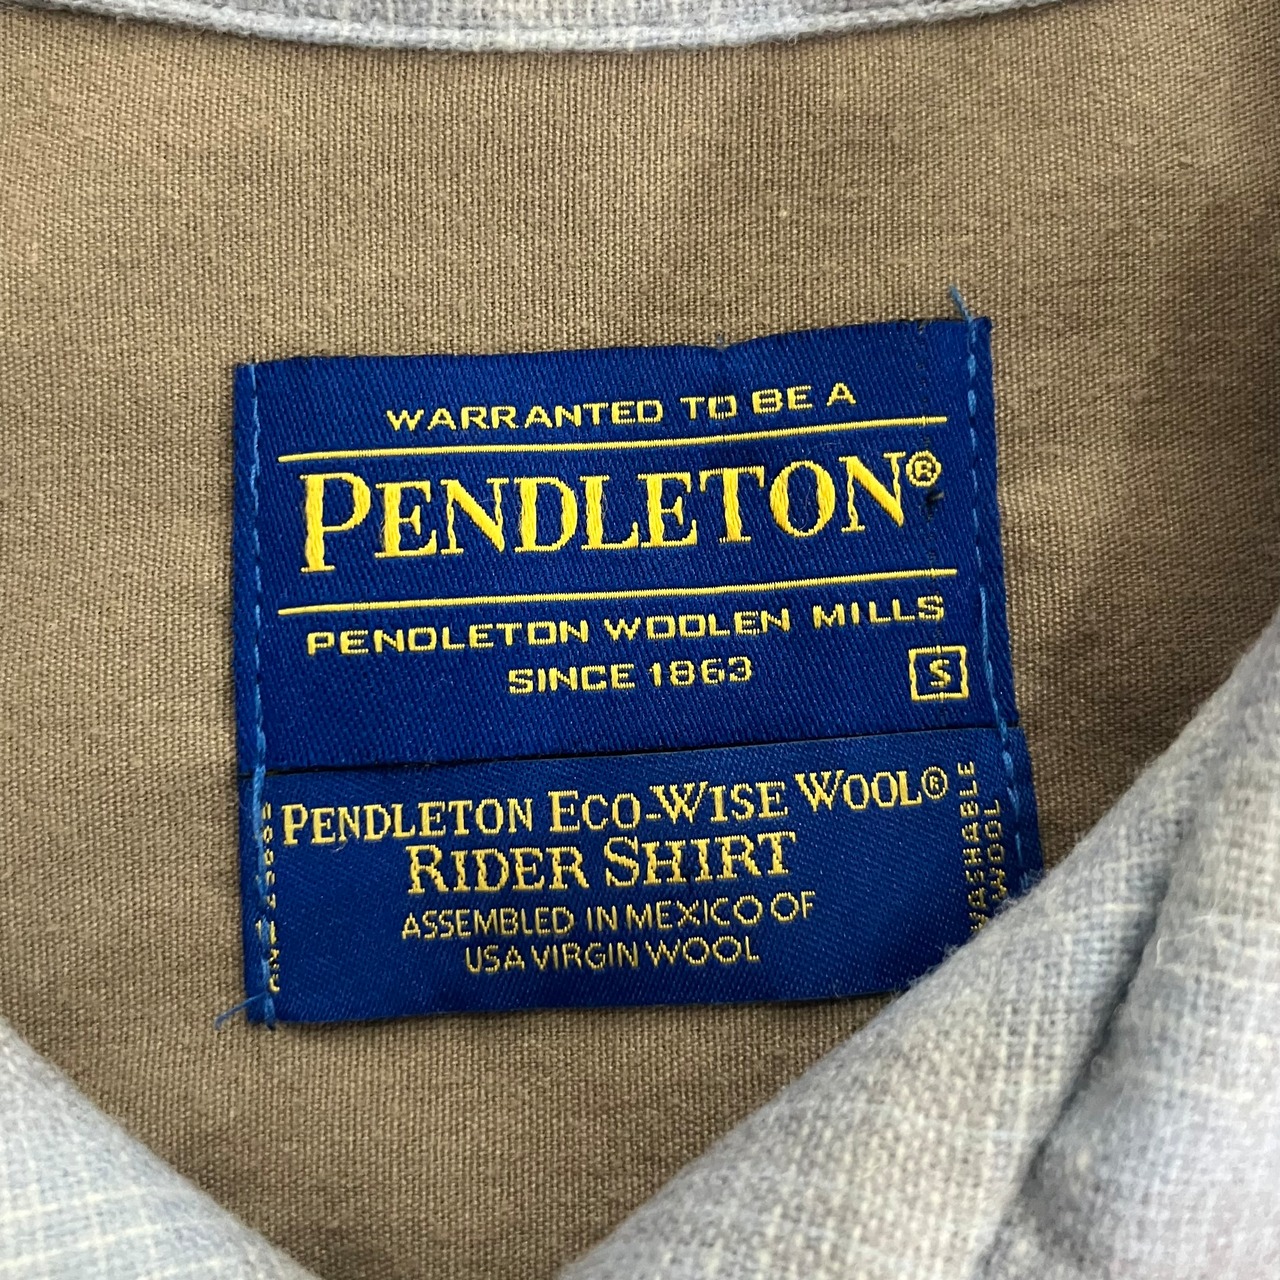 WARRANTED TO BE A
PENDLETON®
PENDLETON WOOLEN MILLS
SINCE 1863
S
PENDLETON ECO-WISE WOOL®
RIDER SHIRT
ASSEMBLED IN MEXICO OF
USA VIRGIN WOOL
WASHABLE
WOOL